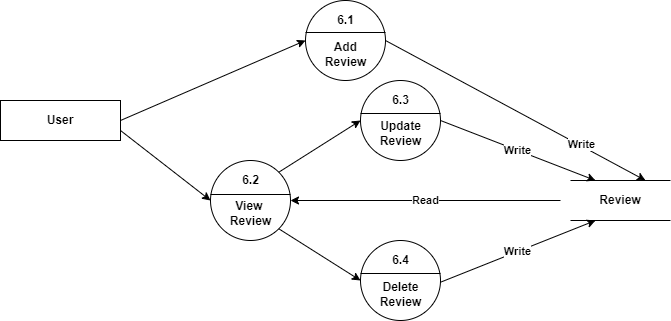 6.1
Add
Review
6.3
Update
Review
User
Write
Write
6.2
View
Review
Read
Review
6.4
Delete
Review
Write